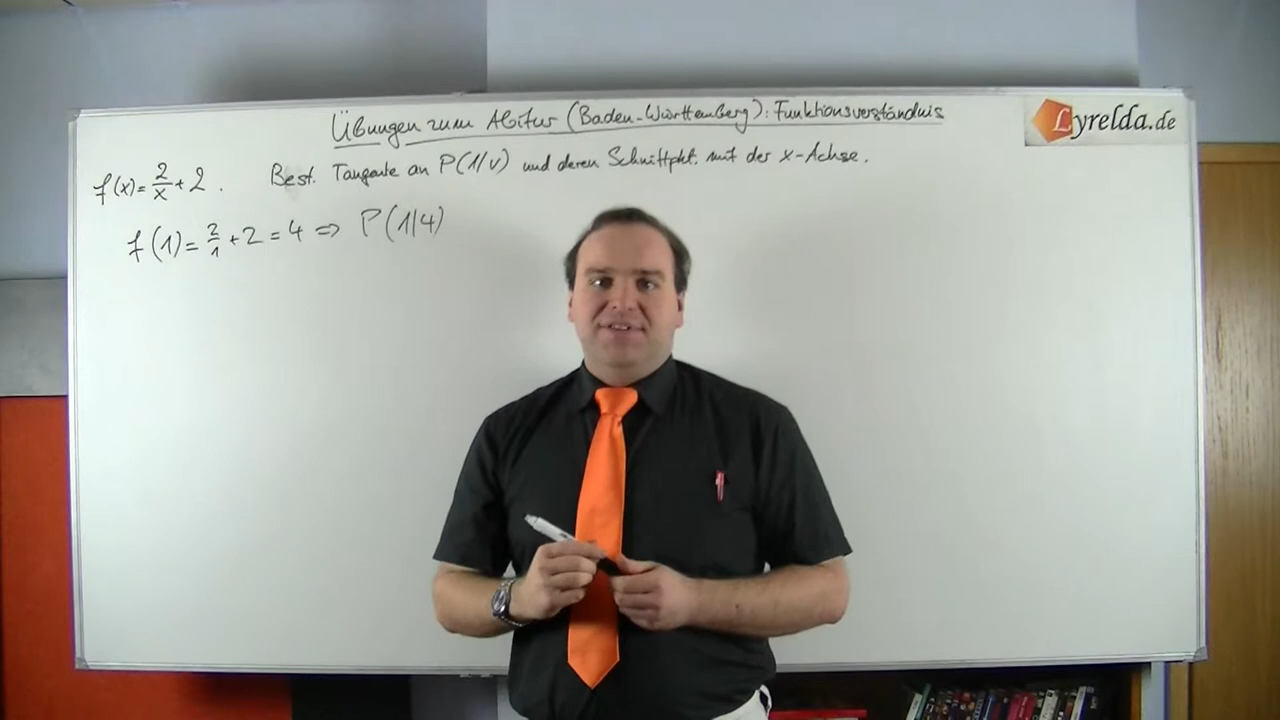 Übungen zum Abitur (Baden-Württemberg): Funktionsverständnis
Lyrelda.de
f(x)=2/x+2. Best. Tangente an P(1/v) und deren Schnittpkt. mit der x-Achse.
f(1)=2/1+2=4 ⇒ P(1|4)